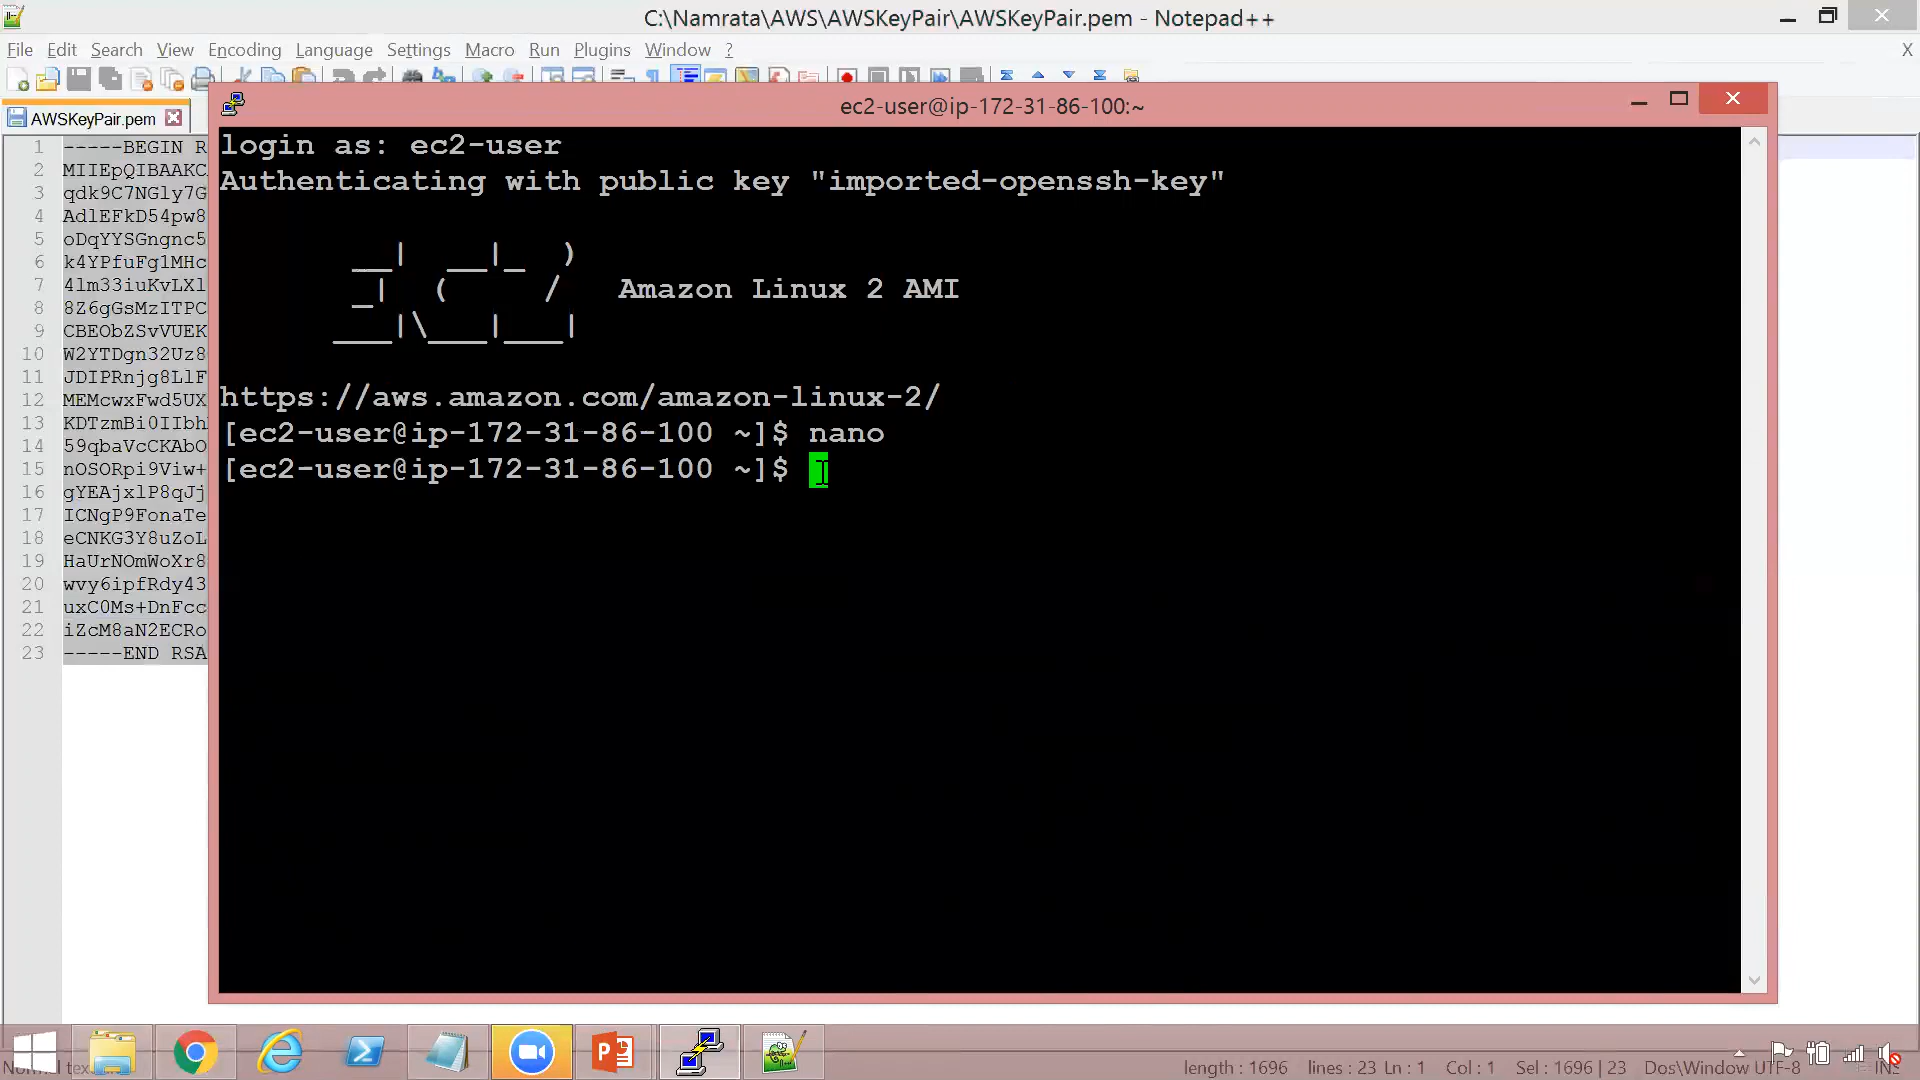 C:\Namrata\AWS\AWSKeyPair\AWSKeyPair.pem - Notepad++
File Edit Search View Encoding Language Settings Macro Run Plugins Window ? X
AWSKeyPair.pem
ec2-user@ip-172-31-86-100:~
1 -----BEGIN R
2 MIIEpQIBAAKC
3 qdk9C7NGly7G
4 AdlEFkD54pw8
5 oDqYYSGngnc5
6 k4YPfuFg1MHc
7 4lm33iuKvLXl
8 8Z6gGsMzITPC
9 CBEObZSvVUEK
10 W2YTDgn32Uz8
11 JDIPRnjg8LlF
12 MEMcwxFwd5UX
13 KDTzmBi0IIbh
14 59qbaVcCKAbO
15 nOSORpi9Viw+
16 gYEAjxlP8qJj
17 ICNgP9FonaTe
18 eCNKG3Y8uZoL
19 HaUrNOmWoXr8
20 wvy6ipfRdy43
21 uxC0Ms+DnFcc
22 iZcM8aN2ECRo
23 -----END RSA
login as: ec2-user
Authenticating with public key "imported-openssh-key"
__|  __|_  )
_|  (     /   Amazon Linux 2 AMI
___|\___|___|
https://aws.amazon.com/amazon-linux-2/
[ec2-user@ip-172-31-86-100 ~]$ nano
[ec2-user@ip-172-31-86-100 ~]$
length : 1696 lines : 23 Ln : 1 Col : 1 Sel : 1696 | 23 Dos\Window UTF-8